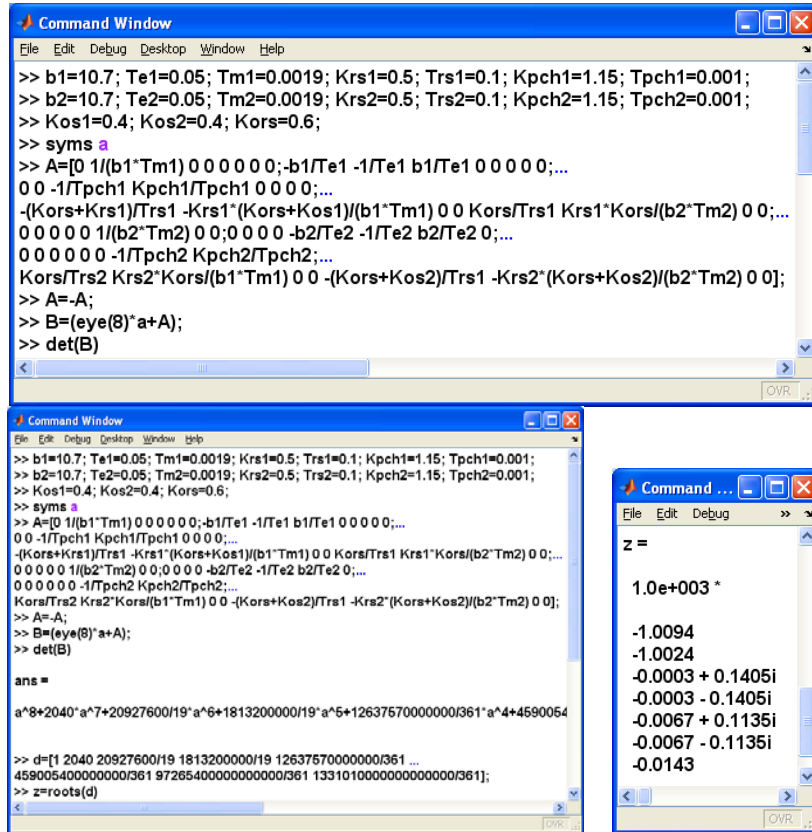 Command Window
File Edit Debug Desktop Window Help
>> b1=10.7; Te1=0.05; Tm1=0.0019; Krs1=0.5; Trs1=0.1; Kpch1=1.15; Tpch1=0.001;
>> b2=10.7; Te2=0.05; Tm2=0.0019; Krs2=0.5; Trs2=0.1; Kpch2=1.15; Tpch2=0.001;
>> Kos1=0.4; Kos2=0.4; Kors=0.6;
>> syms a
>> A=[0 1/(b1*Tm1) 0 0 0 0 0 0;-b1/Te1 -1/Te1 b1/Te1 0 0 0 0 0;...
0 0 -1/Tpch1 Kpch1/Tpch1 0 0 0 0;...
-(Kors+Krs1)/Trs1 -Krs1*(Kors+Kos1)/(b1*Tm1) 0 0 Kors/Trs1 Krs1*Kors/(b2*Tm2) 0 0;...
0 0 0 0 0 1/(b2*Tm2) 0 0;0 0 0 0 -b2/Te2 -1/Te2 b2/Te2 0;...
0 0 0 0 0 0 -1/Tpch2 Kpch2/Tpch2;...
Kors/Trs2 Krs2*Kors/(b1*Tm1) 0 0 -(Kors+Kos2)/Trs1 -Krs2*(Kors+Kos2)/(b2*Tm2) 0 0];
>> A=-A;
>> B=(eye(8)*a+A);
>> det(B)
OVR
Command Window
File Edit Debug Desktop Window Help
>> b1=10.7; Te1=0.05; Tm1=0.0019; Krs1=0.5; Trs1=0.1; Kpch1=1.15; Tpch1=0.001;
>> b2=10.7; Te2=0.05; Tm2=0.0019; Krs2=0.5; Trs2=0.1; Kpch2=1.15; Tpch2=0.001;
>> Kos1=0.4; Kos2=0.4; Kors=0.6;
>> syms a
>> A=[0 1/(b1*Tm1) 0 0 0 0 0 0;-b1/Te1 -1/Te1 b1/Te1 0 0 0 0 0;...
0 0 -1/Tpch1 Kpch1/Tpch1 0 0 0 0;...
-(Kors+Krs1)/Trs1 -Krs1*(Kors+Kos1)/(b1*Tm1) 0 0 Kors/Trs1 Krs1*Kors/(b2*Tm2) 0 0;...
0 0 0 0 0 1/(b2*Tm2) 0 0;0 0 0 0 -b2/Te2 -1/Te2 b2/Te2 0;...
0 0 0 0 0 0 -1/Tpch2 Kpch2/Tpch2;...
Kors/Trs2 Krs2*Kors/(b1*Tm1) 0 0 -(Kors+Kos2)/Trs1 -Krs2*(Kors+Kos2)/(b2*Tm2) 0 0];
>> A=-A;
>> B=(eye(8)*a+A);
>> det(B)
ans =
a^8+2040*a^7+20927600/19*a^6+1813200000/19*a^5+12637570000000/361*a^4+4590054
>> d=[1 2040 20927600/19 1813200000/19 12637570000000/361 ...
459005400000000/361 97265400000000000/361 1331010000000000000/361];
>> z=roots(d)
OVR
Command ...
File Edit Debug »
z =
1.0e+003 *
-1.0094
-1.0024
-0.0003 + 0.1405i
-0.0003 - 0.1405i
-0.0067 + 0.1135i
-0.0067 - 0.1135i
-0.0143
OVR